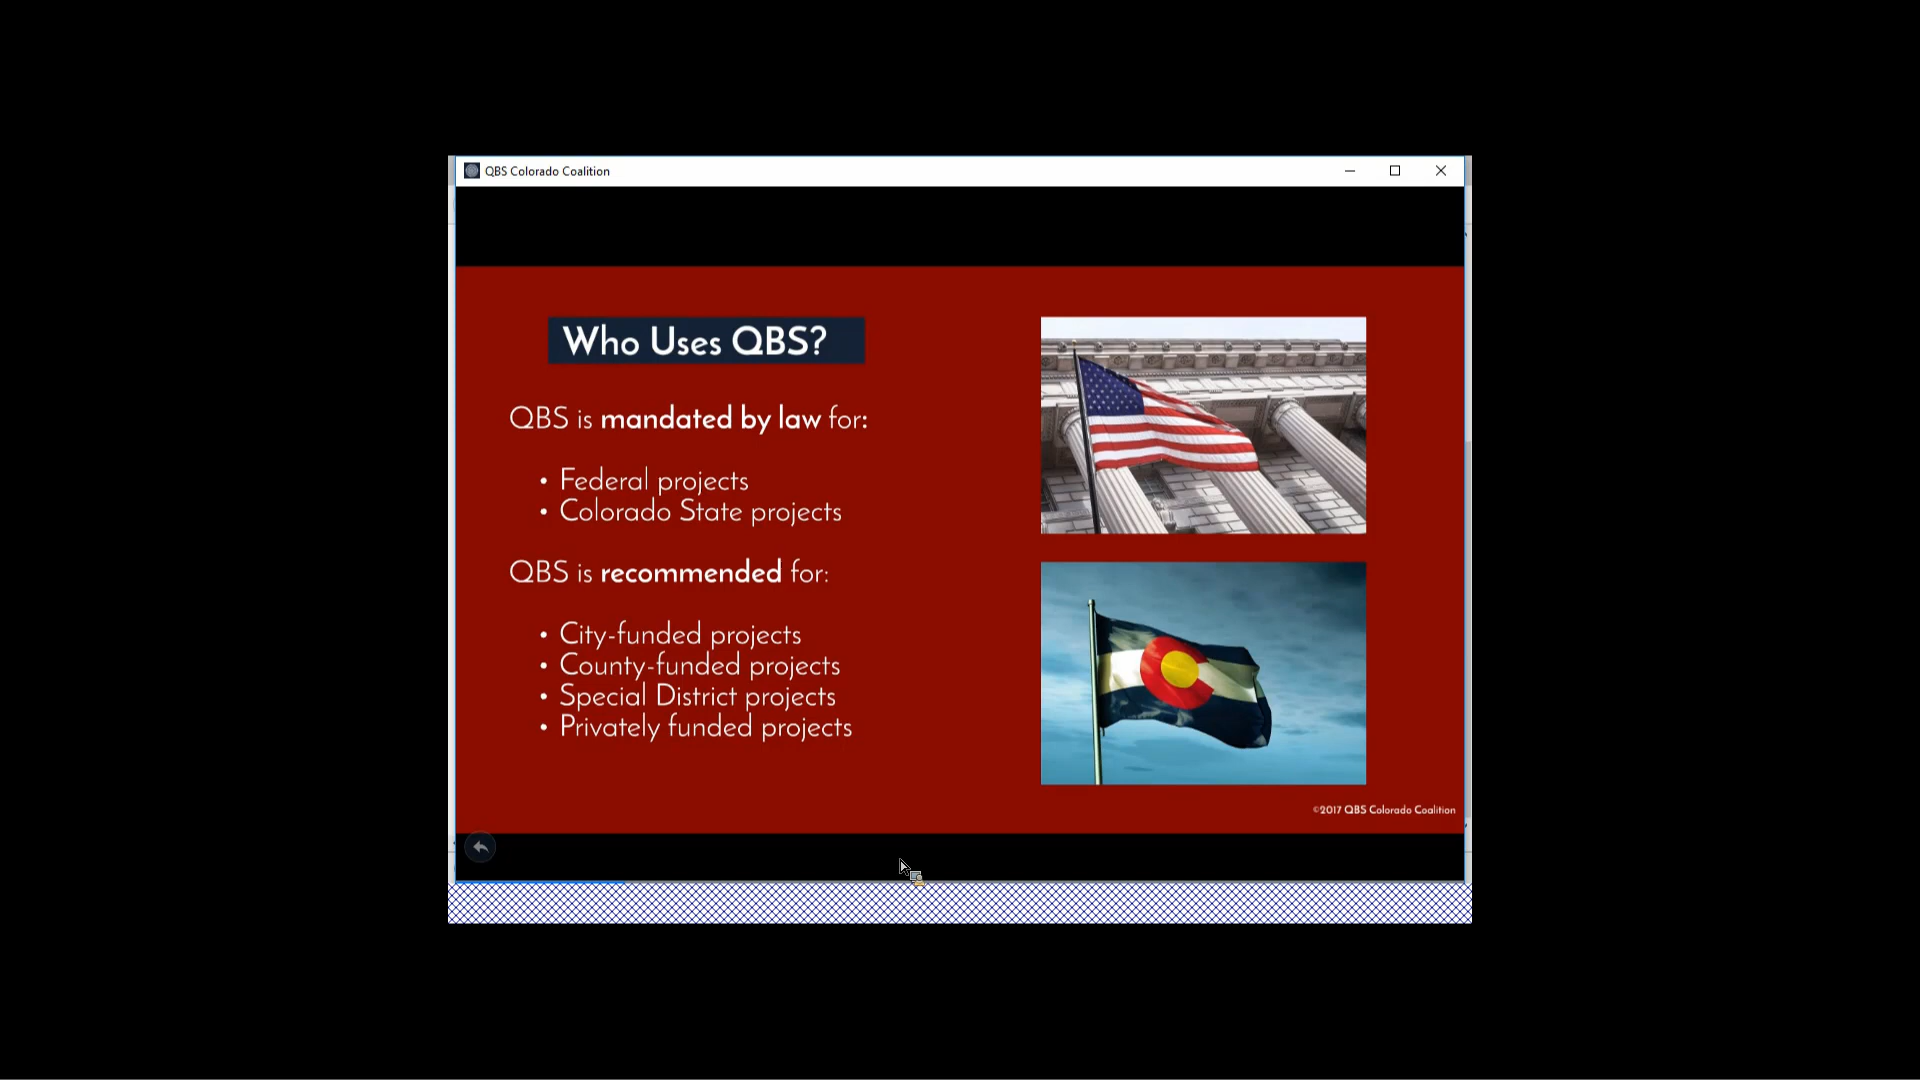 QBS Colorado Coalition
Who Uses QBS?
QBS is mandated by law for:
• Federal projects
• Colorado State projects
QBS is recommended for:
• City-funded projects
• County-funded projects
• Special District projects
• Privately funded projects
©2017 QBS Colorado Coalition